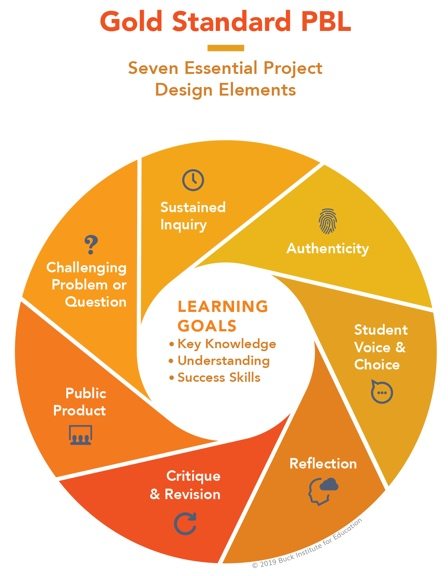 Gold Standard PBL
Seven Essential Project
Design Elements
Challenging
Problem or
Question
Sustained
Inquiry
Authenticity
Student
Voice &
Choice
Reflection
Critique
& Revision
Public
Product
LEARNING
GOALS
• Key Knowledge
• Understanding
• Success Skills
© 2019 Buck Institute for Education